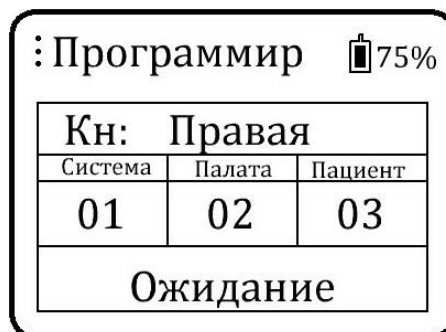 Программир 75%
Кн: Правая
Система Палата Пациент
01 02 03
Ожидание